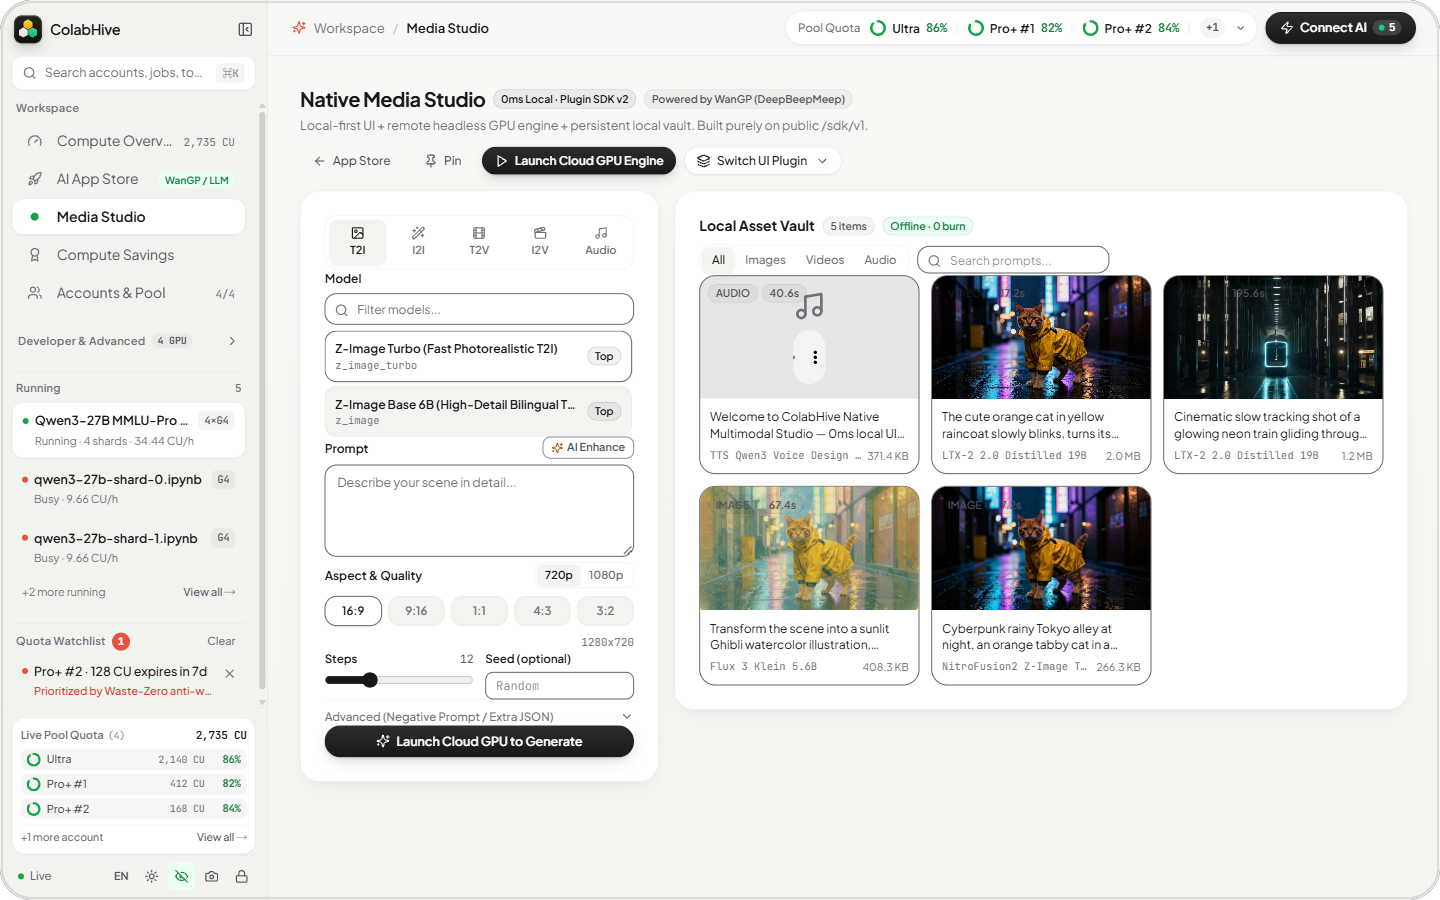 ColabHive
Search accounts, jobs, to... ⌘K
Workspace
Compute Overv... 2,735 CU
AI App Store WanGP / LLM
Media Studio
Compute Savings
Accounts & Pool 4/4
Developer & Advanced 4 GPU
Running 5
Qwen3-27B MMLU-Pro ... 4×G4
Running · 4 shards · 34.44 CU/h
qwen3-27b-shard-0.ipynb G4
Busy · 9.66 CU/h
qwen3-27b-shard-1.ipynb G4
Busy · 9.66 CU/h
+2 more running View all →
Quota Watchlist 1 Clear
Pro+ #2 · 128 CU expires in 7d
Prioritized by Waste-Zero anti-w...
Live Pool Quota (4) 2,735 CU
Ultra 2,140 CU 86%
Pro+ #1 412 CU 82%
Pro+ #2 168 CU 84%
+1 more account View all →
Live EN
Workspace / Media Studio
Pool Quota Ultra 86% Pro+ #1 82% Pro+ #2 84% +1
Connect AI 5
Native Media Studio 0ms Local · Plugin SDK v2 Powered by WanGP (DeepBeepMeep)
Local-first UI + remote headless GPU engine + persistent local vault. Built purely on public /sdk/v1.
← App Store Pin Launch Cloud GPU Engine Switch UI Plugin
T2I I2I T2V I2V Audio
Model
Filter models...
Z-Image Turbo (Fast Photorealistic T2I) Top
z_image_turbo
Z-Image Base 6B (High-Detail Bilingual T... Top
z_image
Prompt AI Enhance
Describe your scene in detail...
Aspect & Quality 720p 1080p
16:9 9:16 1:1 4:3 3:2
1280x720
Steps 12 Seed (optional)
Random
Advanced (Negative Prompt / Extra JSON)
Launch Cloud GPU to Generate
Local Asset Vault 5 items Offline · 0 burn
All Images Videos Audio Search prompts...
AUDIO 40.6s
Welcome to ColabHive Native
Multimodal Studio — 0ms local UI...
TTS Qwen3 Voice Design … 371.4 KB
The cute orange cat in yellow
raincoat slowly blinks, turns its...
LTX-2 2.0 Distilled 19B 2.0 MB
195.6s
Cinematic slow tracking shot of a
glowing neon train gliding throug...
LTX-2 2.0 Distilled 19B 1.2 MB
IMAGE 67.4s
Transform the scene into a sunlit
Ghibli watercolor illustration,...
Flux 3 Klein 5.6B 408.3 KB
IMAGE
Cyberpunk rainy Tokyo alley at
night, an orange tabby cat in a...
NitroFusion2 Z-Image T… 266.3 KB